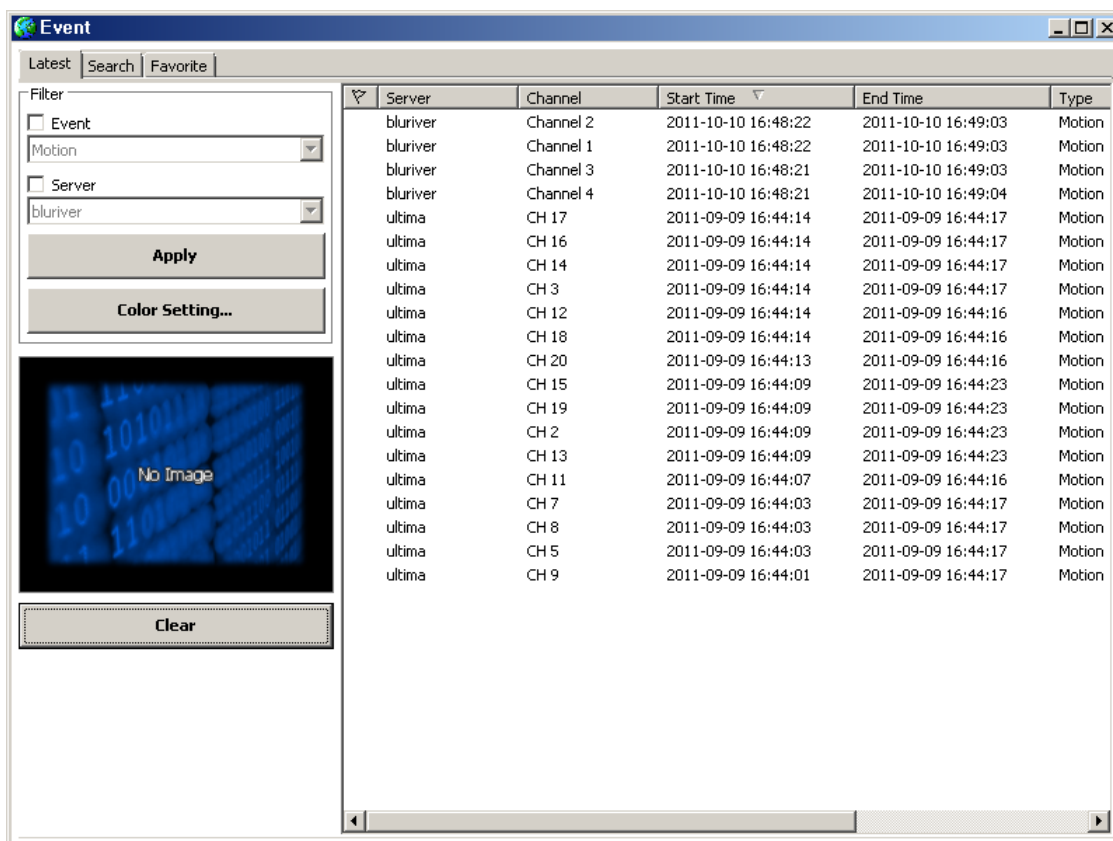 Event
Latest Search Favorite
Filter
Event
Motion
Server
bluriver
Apply
Color Setting...
No Image
Clear
Server Channel Start Time End Time Type
bluriver Channel 2 2011-10-10 16:48:22 2011-10-10 16:49:03 Motion
bluriver Channel 1 2011-10-10 16:48:22 2011-10-10 16:49:03 Motion
bluriver Channel 3 2011-10-10 16:48:21 2011-10-10 16:49:03 Motion
bluriver Channel 4 2011-10-10 16:48:21 2011-10-10 16:49:04 Motion
ultima CH 17 2011-09-09 16:44:14 2011-09-09 16:44:17 Motion
ultima CH 16 2011-09-09 16:44:14 2011-09-09 16:44:17 Motion
ultima CH 14 2011-09-09 16:44:14 2011-09-09 16:44:17 Motion
ultima CH 3 2011-09-09 16:44:14 2011-09-09 16:44:17 Motion
ultima CH 12 2011-09-09 16:44:14 2011-09-09 16:44:16 Motion
ultima CH 18 2011-09-09 16:44:14 2011-09-09 16:44:16 Motion
ultima CH 20 2011-09-09 16:44:13 2011-09-09 16:44:16 Motion
ultima CH 15 2011-09-09 16:44:09 2011-09-09 16:44:23 Motion
ultima CH 19 2011-09-09 16:44:09 2011-09-09 16:44:23 Motion
ultima CH 2 2011-09-09 16:44:09 2011-09-09 16:44:23 Motion
ultima CH 13 2011-09-09 16:44:09 2011-09-09 16:44:23 Motion
ultima CH 11 2011-09-09 16:44:07 2011-09-09 16:44:16 Motion
ultima CH 7 2011-09-09 16:44:03 2011-09-09 16:44:17 Motion
ultima CH 8 2011-09-09 16:44:03 2011-09-09 16:44:17 Motion
ultima CH 5 2011-09-09 16:44:03 2011-09-09 16:44:17 Motion
ultima CH 9 2011-09-09 16:44:01 2011-09-09 16:44:17 Motion